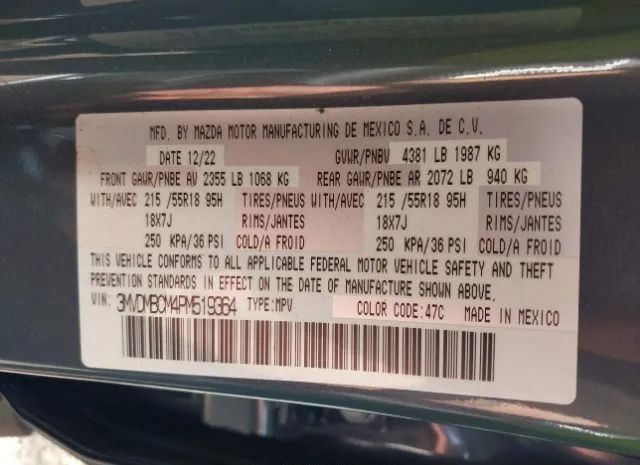 MFD. BY MAZDA MOTOR MANUFACTURING DE MEXICO S.A. DE C.V.
DATE 12/22 GVWR/PNBV 4381 LB 1987 KG
FRONT GAWR/PNBE AV 2355 LB 1068 KG REAR GAWR/PNBE AR 2072 LB 940 KG
WITH/AVEC 215 /55R18 95H TIRES/PNEUS WITH/AVEC 215 /55R18 95H TIRES/PNEUS
18X7J RIMS/JANTES 18X7J RIMS/JANTES
250 KPA/36 PSI COLD/A FROID 250 KPA/36 PSI COLD/A FROID
THIS VEHICLE CONFORMS TO ALL APPLICABLE FEDERAL MOTOR VEHICLE SAFETY AND THEFT
PREVENTION STANDARDS IN EFFECT ON THE DATE OF MANUFACTURE SHOWN ABOVE.
VIN: 3MVDMBCM4PM519364 TYPE:MPV COLOR CODE:47C MADE IN MEXICO